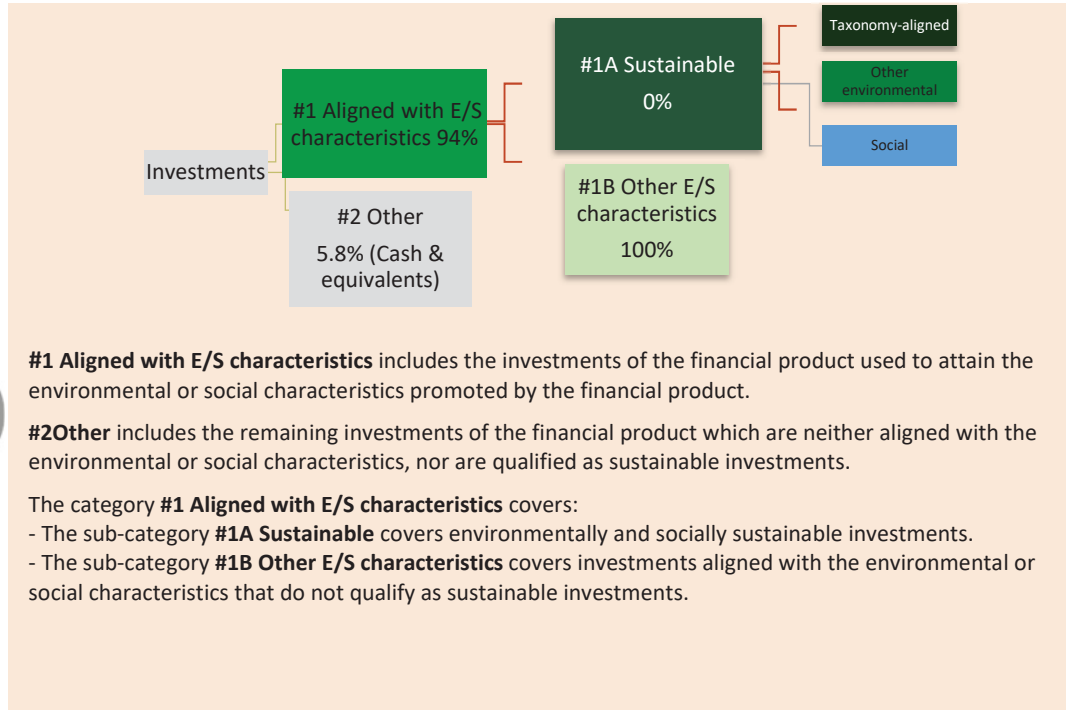 Investments
#1 Aligned with E/S
characteristics 94%
#2 Other
5.8% (Cash &
equivalents)
#1A Sustainable
0%
#1B Other E/S
characteristics
100%
Taxonomy-aligned
Other
environmental
Social
#1 Aligned with E/S characteristics includes the investments of the financial product used to attain the
environmental or social characteristics promoted by the financial product.
#2Other includes the remaining investments of the financial product which are neither aligned with the
environmental or social characteristics, nor are qualified as sustainable investments.
The category #1 Aligned with E/S characteristics covers:
- The sub-category #1A Sustainable covers environmentally and socially sustainable investments.
- The sub-category #1B Other E/S characteristics covers investments aligned with the environmental or
social characteristics that do not qualify as sustainable investments.